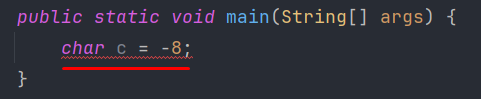 public static void main(String[] args) {
    char c = -8;
}